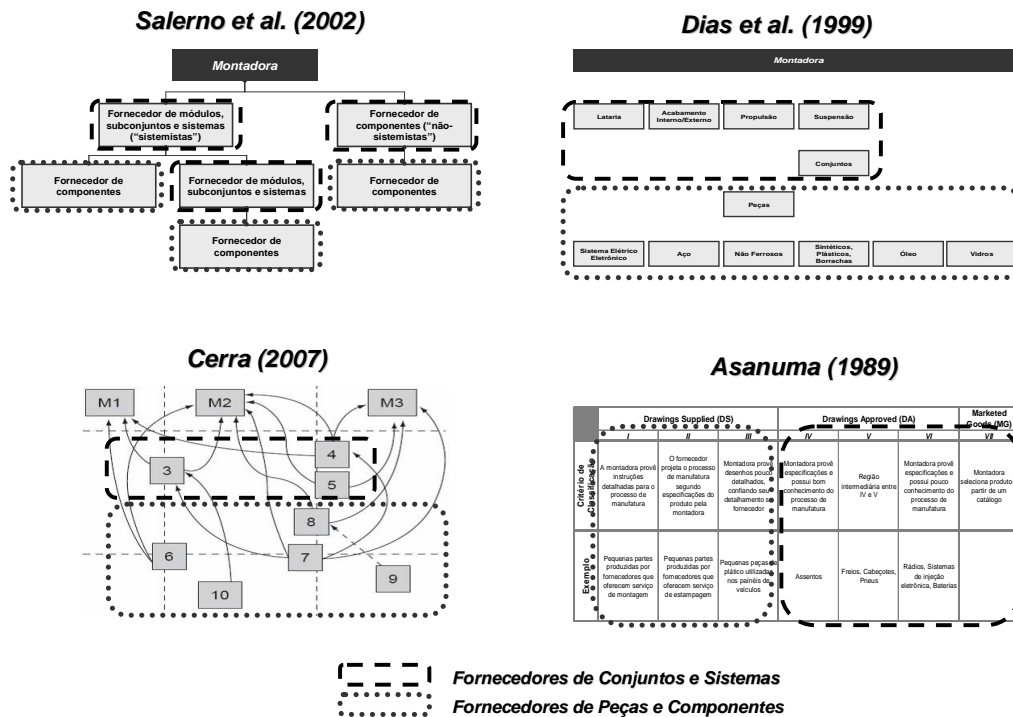 Salerno et al. (2002)
Montadora
Fornecedor de módulos,
subconjuntos e sistemas
("sistemistas")
Fornecedor de
componentes ("não-
sistemistas")
Fornecedor de
componentes
Fornecedor de módulos,
subconjuntos e sistemas
Fornecedor de
componentes
Fornecedor de
componentes
Dias et al. (1999)
Montadora
Lataria
Acabamento
Interno/Externo
Propulsão
Suspensão
Conjuntos
Peças
Sistema Elétrico
Eletrônico
Aço
Não Ferrosos
Sintéticos,
Plásticos,
Borrachas
Óleo
Vidros
Cerra (2007)
M1
M2
M3
4
3
5
8
6
7
9
10
Asanuma (1989)
Drawings Supplied (DS)
Drawings Approved (DA)
Marketed
Goods (MG)
I
II
III
IV
V
VI
VII
Critério de
Classificação
A montadora provê
instruções
detalhadas para o
processo de
manufatura
O fornecedor
projeta o processo
de manufatura
segundo
especificações do
produto pela
montadora
Montadora provê
desenhos pouco
detalhados,
confiando seu
detalhamento ao
fornecedor
Montadora provê
especificações e
possui bom
conhecimento do
processo de
manufatura
Região
intermediária entre
IV e V
Montadora provê
especificações e
possui pouco
conhecimento do
processo de
manufatura
Montadora
seleciona produto
partir de um
catálogo
Exemplo
Pequenas partes
produzidas por
fornecedores que
oferecem serviço
de montagem
Pequenas partes
produzidas por
fornecedores que
oferecem serviço
de estampagem
Pequenas peças de
plático utilizadas
nos painéis de
veículos
Assentos
Freios, Cabeçotes,
Pneus
Rádios, Sistemas
de injeção
eletrônica, Baterias
Fornecedores de Conjuntos e Sistemas
Fornecedores de Peças e Componentes